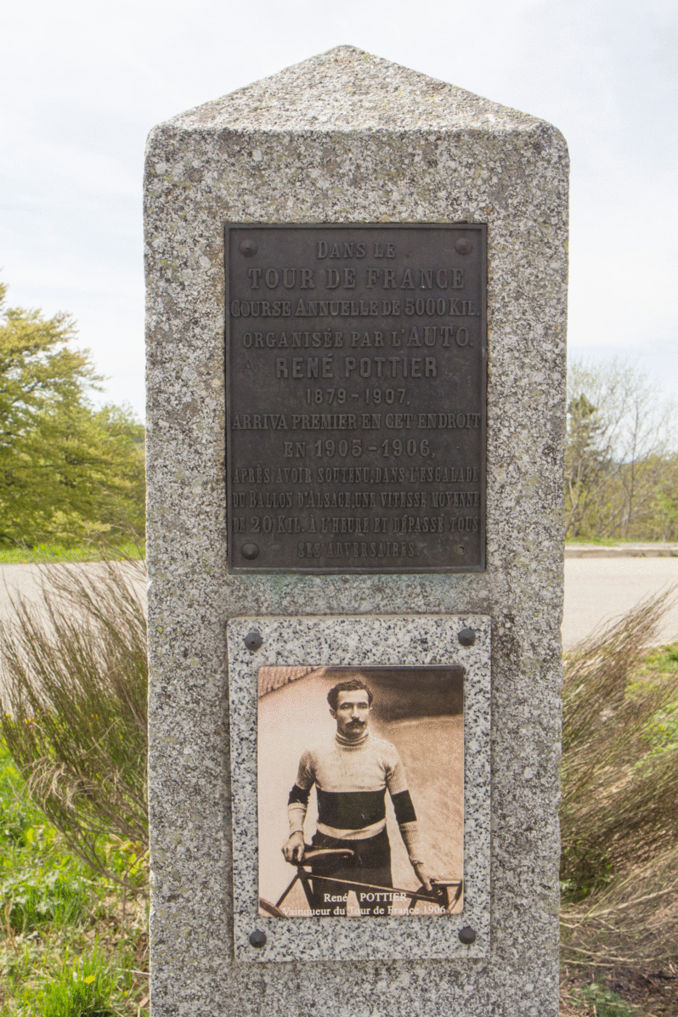 DANS LE
TOUR DE FRANCE
COURSE ANNUELLE DE 5000 KIL.
ORGANISÉE PAR L'AUTO.
RENÉ POTTIER
1879-1907,
ARRIVA PREMIER EN CET ENDROIT
EN 1905-1906,
APRÈS AVOIR SOUTENU, DANS L'ESCALADE
DU BALLON D'ALSACE, UNE VITESSE MOYENNE
DE 20 KIL. À L'HEURE ET DÉPASSÉ TOUS
SES ADVERSAIRES.
René POTTIER
Vainqueur du Tour de France 1906